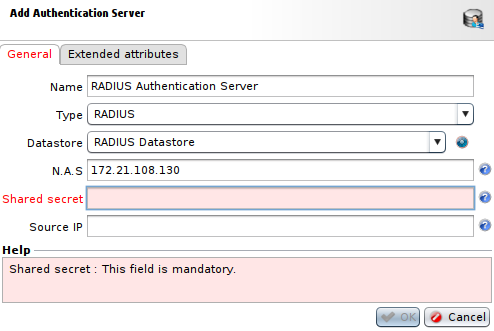 Add Authentication Server
General Extended attributes
Name RADIUS Authentication Server
Type RADIUS
Datastore RADIUS Datastore
N.A.S 172.21.108.130
Shared secret
Source IP
Help
Shared secret : This field is mandatory.
OK Cancel